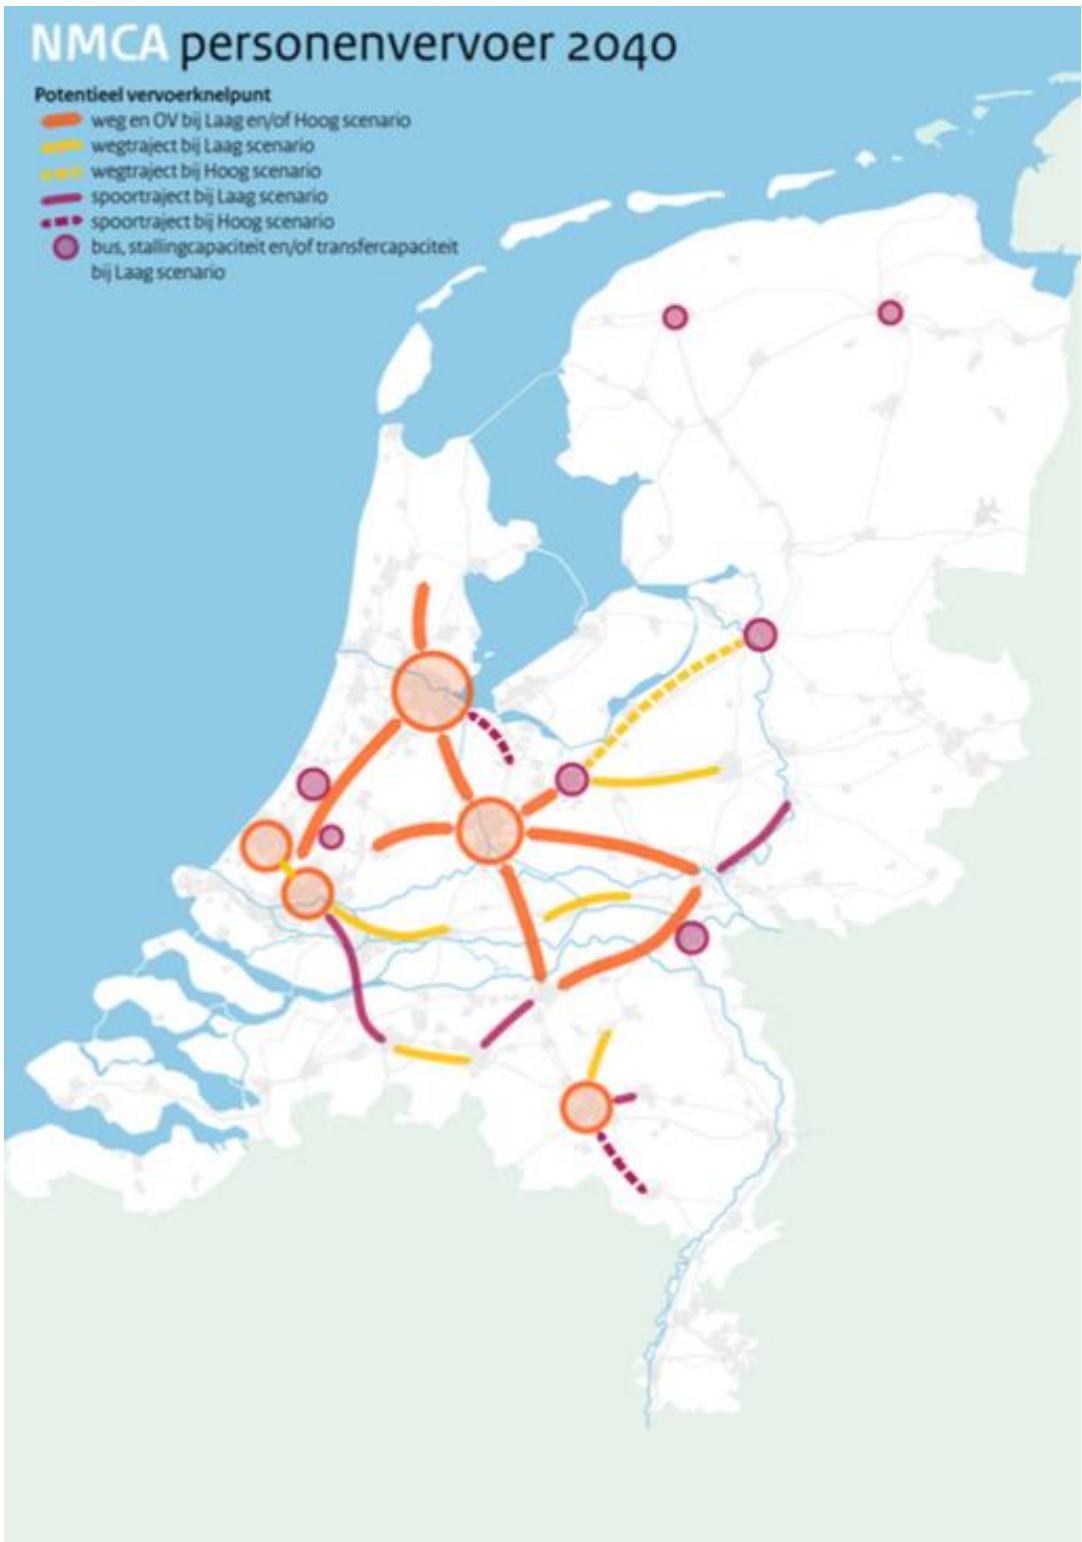 NMCA personenvervoer 2040
Potentieel vervoerknelpunt
weg en OV bij Laag en/of Hoog scenario
wegtraject bij Laag scenario
wegtraject bij Hoog scenario
spoortraject bij Laag scenario
spoortraject bij Hoog scenario
bus, stallingcapaciteit en/of transfercapaciteit
bij Laag scenario